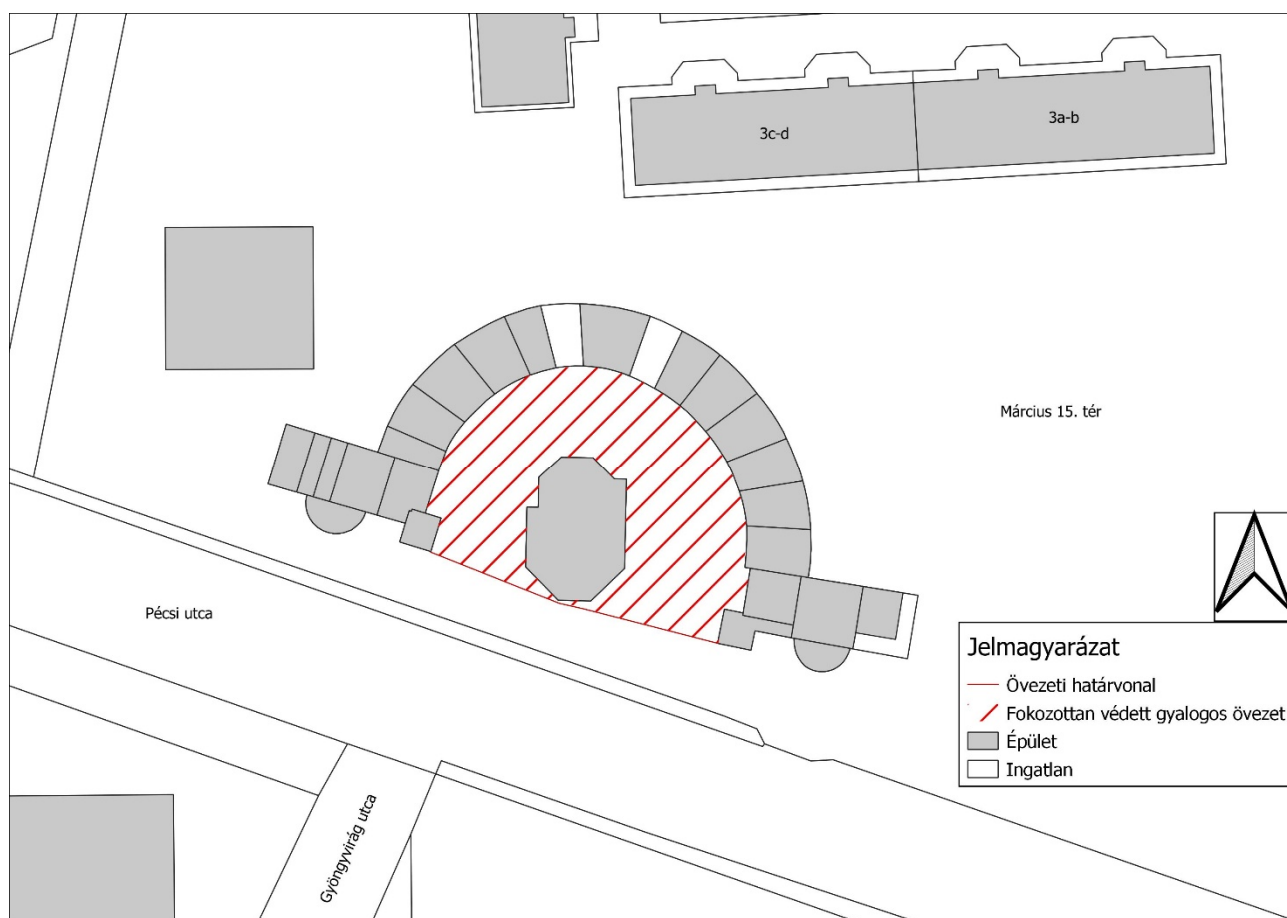 3c-d
3a-b
Március 15. tér
Pécsi utca
Gyöngyvirág utca
Jelmagyarázat
Övezeti határvonal
Fokozottan védett gyalogos övezet
Épület
Ingatlan